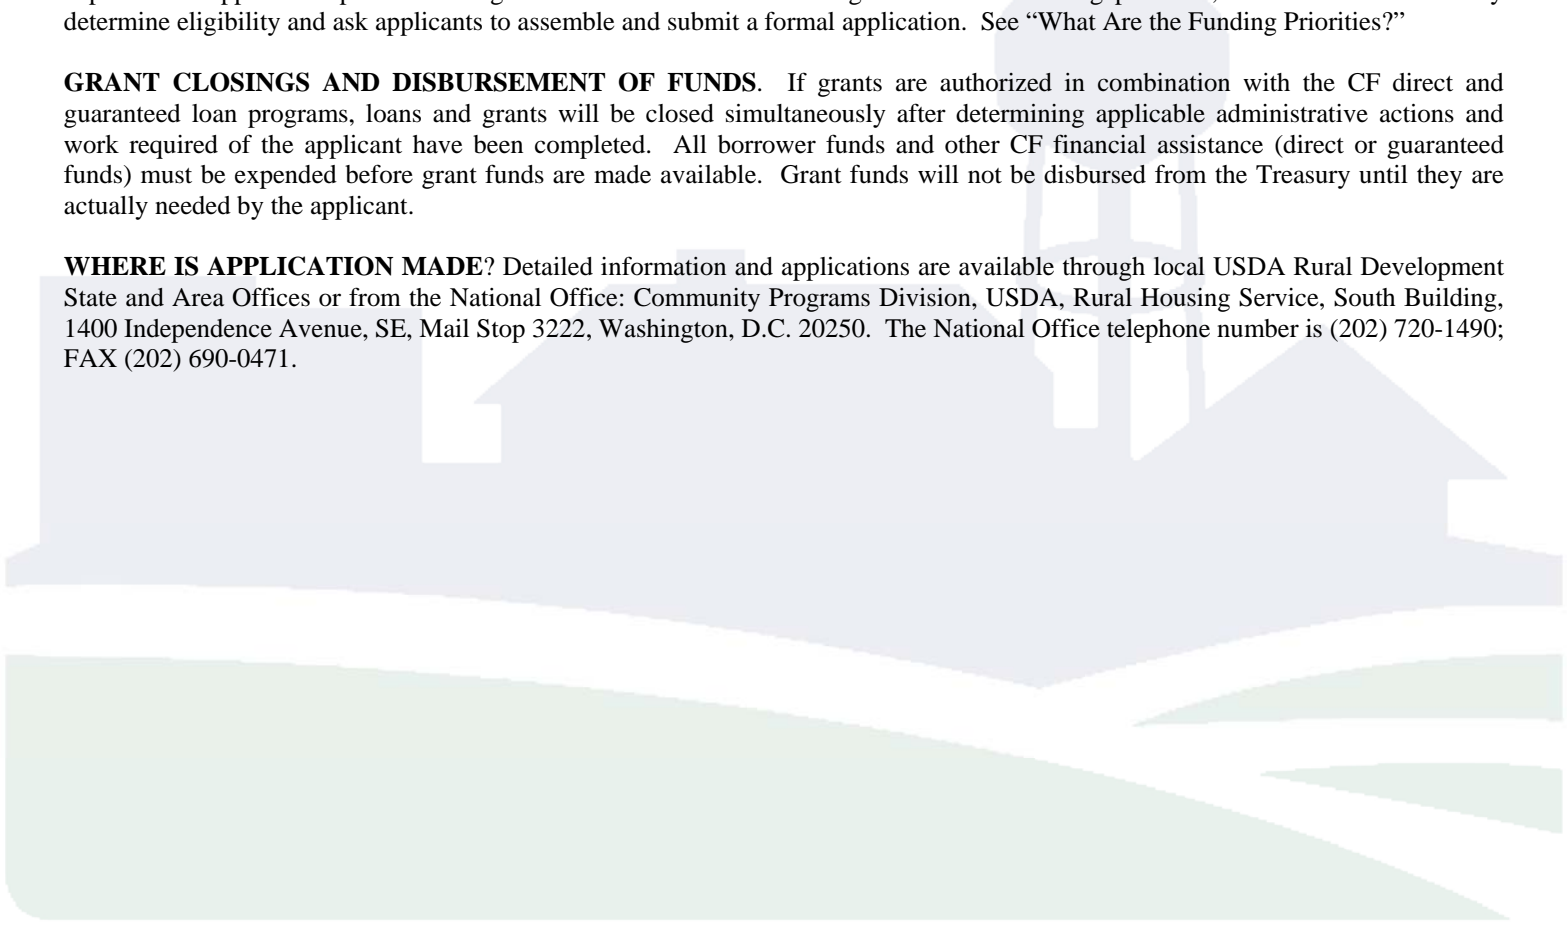 determine eligibility and ask applicants to assemble and submit a formal application.  See “What Are the Funding Priorities?”
GRANT CLOSINGS AND DISBURSEMENT OF FUNDS.  If grants are authorized in combination with the CF direct and
guaranteed loan programs, loans and grants will be closed simultaneously after determining applicable administrative actions and
work required of the applicant have been completed.  All borrower funds and other CF financial assistance (direct or guaranteed
funds) must be expended before grant funds are made available.  Grant funds will not be disbursed from the Treasury until they are
actually needed by the applicant.
WHERE IS APPLICATION MADE? Detailed information and applications are available through local USDA Rural Development
State and Area Offices or from the National Office: Community Programs Division, USDA, Rural Housing Service, South Building,
1400 Independence Avenue, SE, Mail Stop 3222, Washington, D.C. 20250.  The National Office telephone number is (202) 720-1490;
FAX (202) 690-0471.